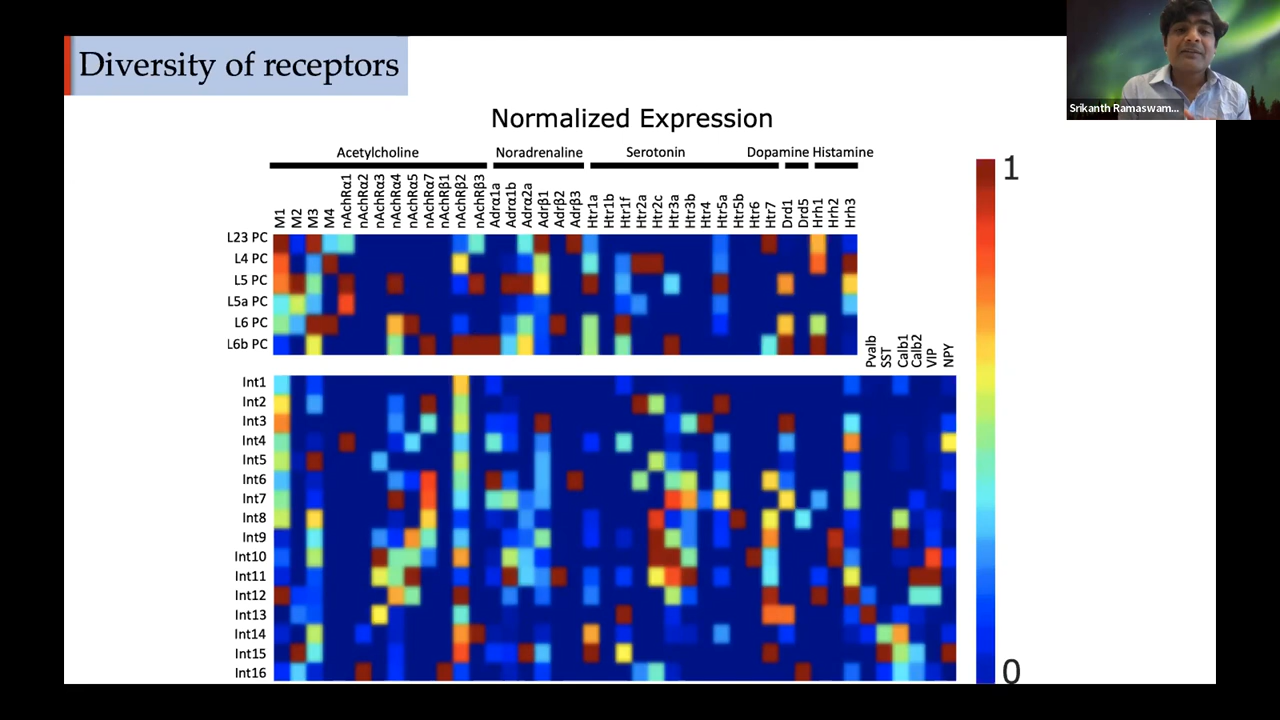 Diversity of receptors
Srikanth Ramaswam...
Normalized Expression
Acetylcholine Noradrenaline Serotonin Dopamine Histamine
M1 M2 M3 M4 nAchRα1 nAchRα2 nAchRα3 nAchRα4 nAchRα5 nAchRα7 nAchRβ1 nAchRβ2 nAchRβ3 Adrα1a Adrα1b Adrα2a Adrβ1 Adrβ2 Adrβ3 Htr1a Htr1b Htr1f Htr2a Htr2c Htr3a Htr3b Htr4 Htr5a Htr5b Htr6 Htr7 Drd1 Drd5 Hrh1 Hrh2 Hrh3
1
L23 PC
L4 PC
L5 PC
L5a PC
L6 PC
L6b PC
Pvalb SST Calb1 Calb2 VIP NPY
Int1
Int2
Int3
Int4
Int5
Int6
Int7
Int8
Int9
Int10
Int11
Int12
Int13
Int14
Int15
Int16
0